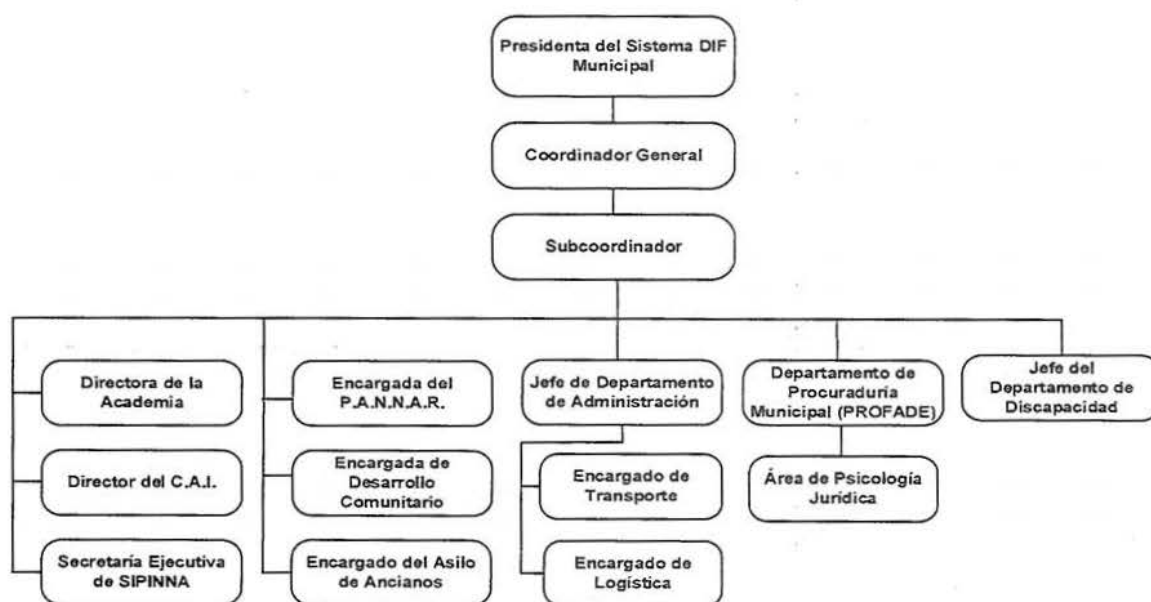 Presidenta del Sistema DIF
Municipal
Coordinador General
Subcoordinador
Directora de la
Academia
Encargada del
P.A.N.N.A.R.
Jefe de Departamento
de Administración
Departamento de
Procuraduría
Municipal (PROFADE)
Jefe del
Departamento de
Discapacidad
Director del C.A.I.
Encargada de
Desarrollo
Comunitario
Encargado de
Transporte
Área de Psicología
Jurídica
Secretaría Ejecutiva
de SIPINNA
Encargado del Asilo
de Ancianos
Encargado de
Logística